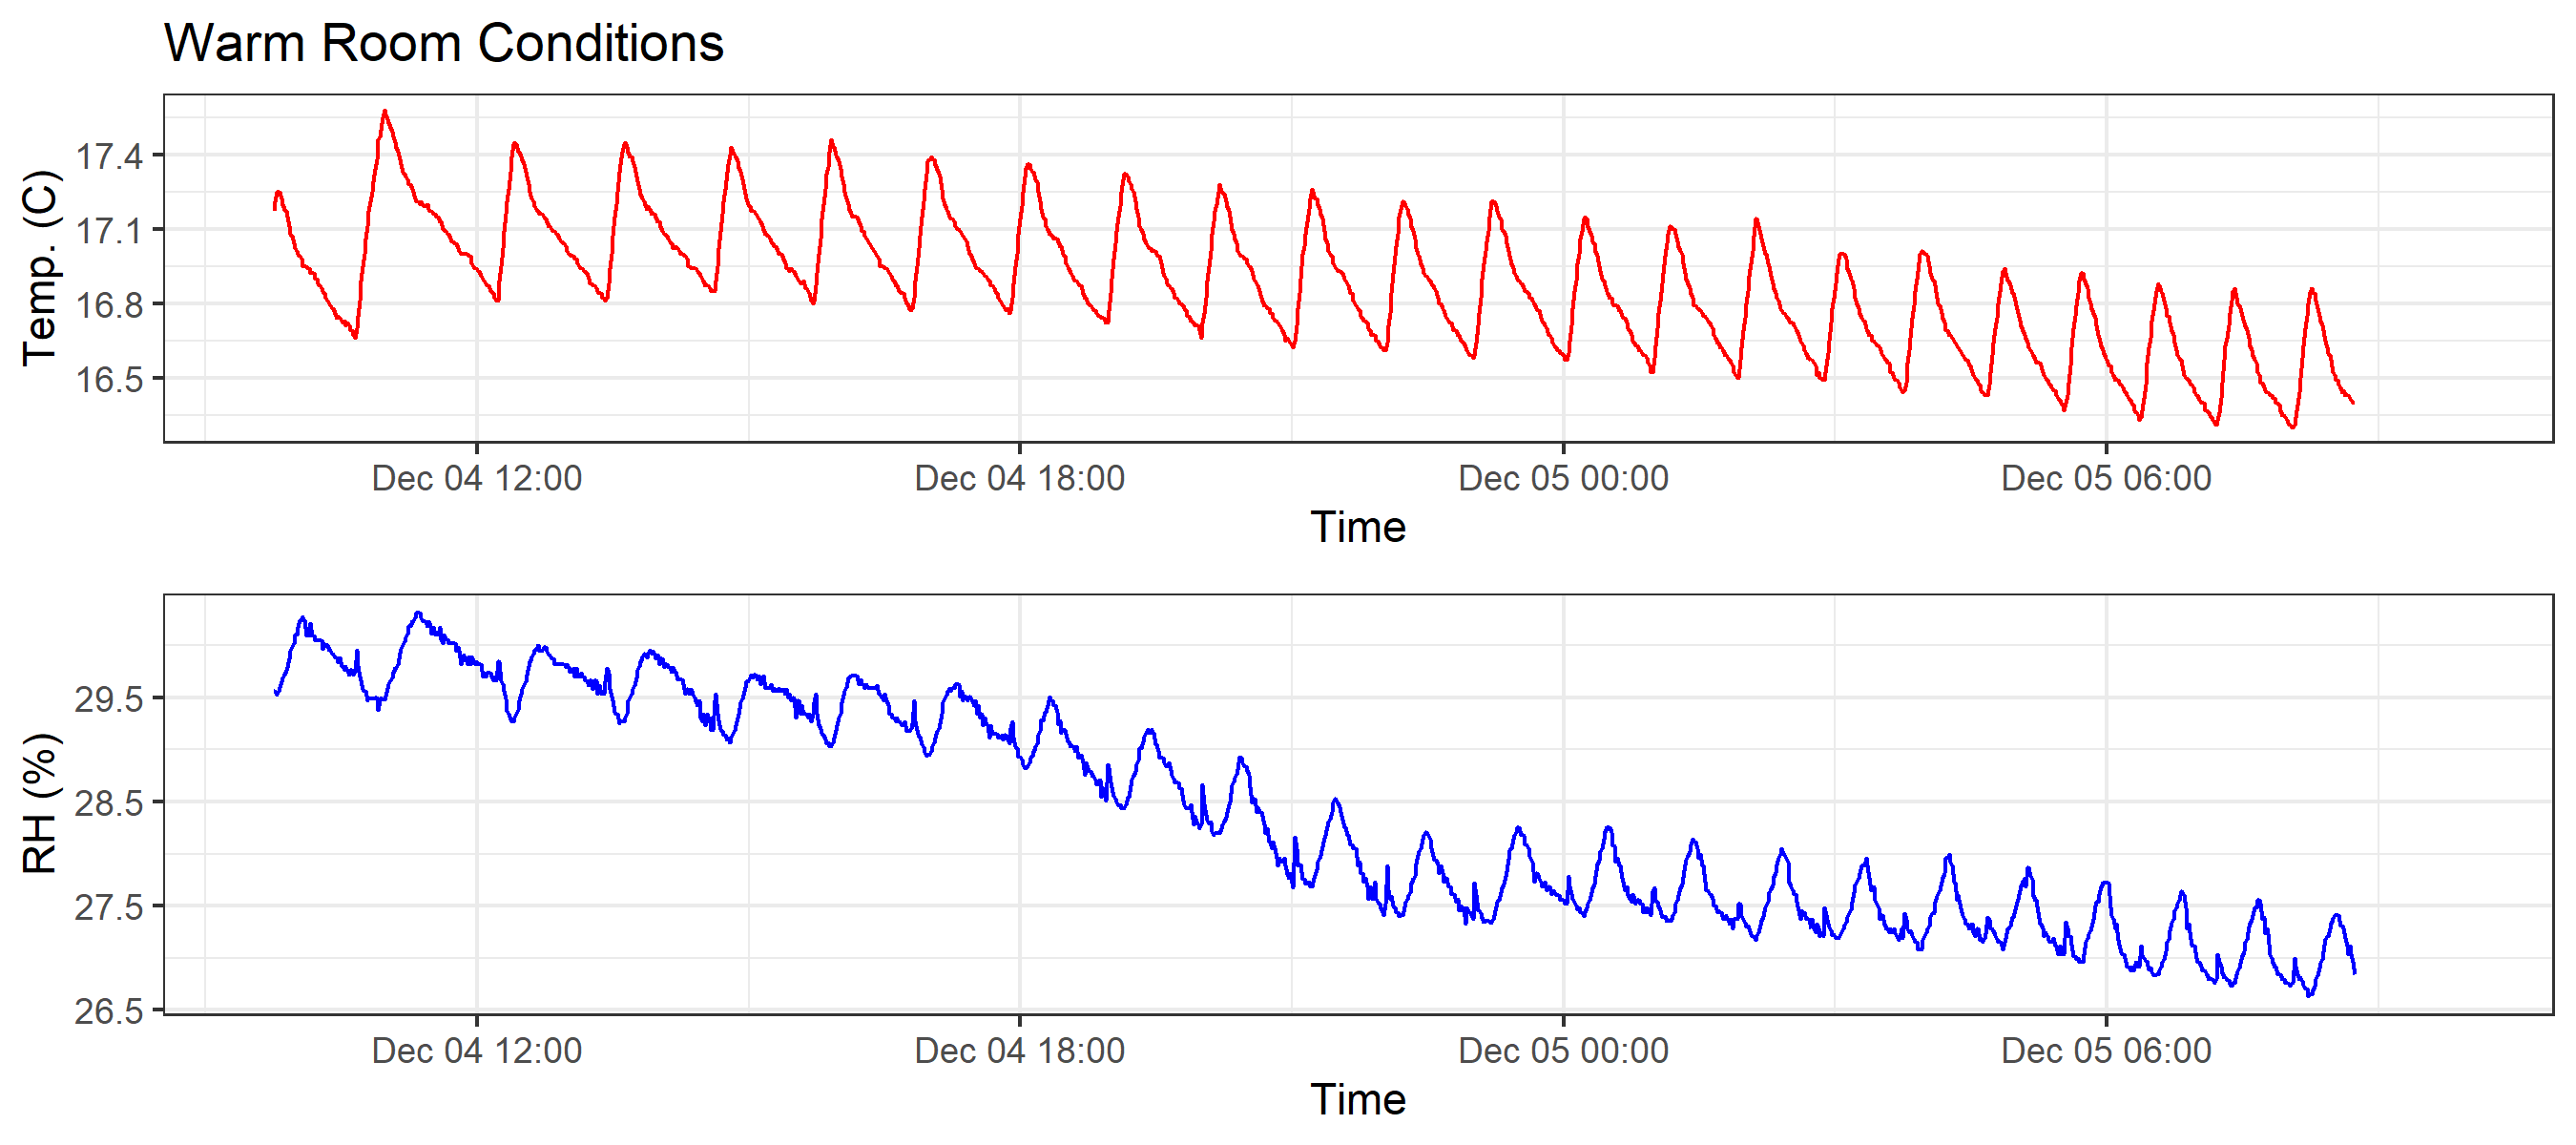 Warm Room Conditions
Temp. (C)
17.4
17.1
16.8
16.5
Dec 04 12:00 Dec 04 18:00 Dec 05 00:00 Dec 05 06:00
Time
RH (%)
29.5
28.5
27.5
26.5
Dec 04 12:00 Dec 04 18:00 Dec 05 00:00 Dec 05 06:00
Time